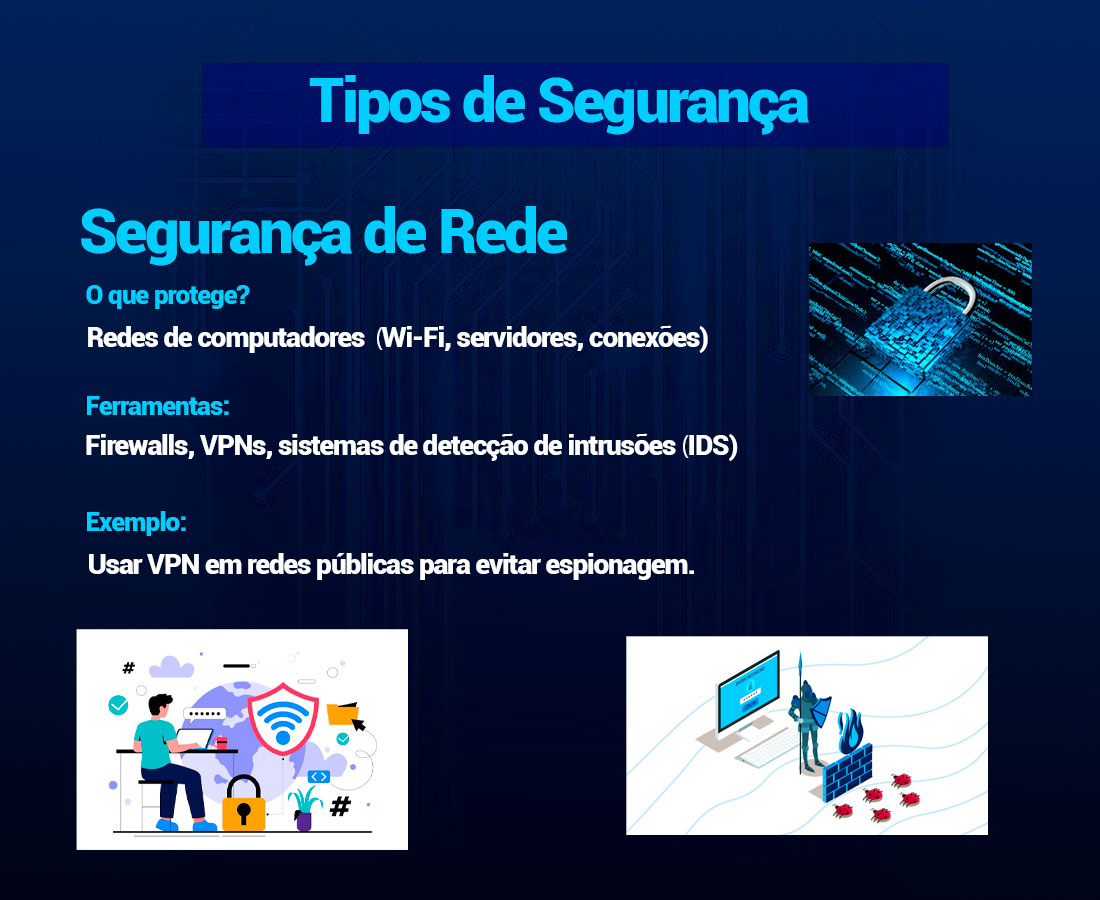 Tipos de Segurança
Segurança de Rede
O que protege?
Redes de computadores (Wi-Fi, servidores, conexões)
Ferramentas:
Firewalls, VPNs, sistemas de detecção de intrusões (IDS)
Exemplo:
Usar VPN em redes públicas para evitar espionagem.
#
#